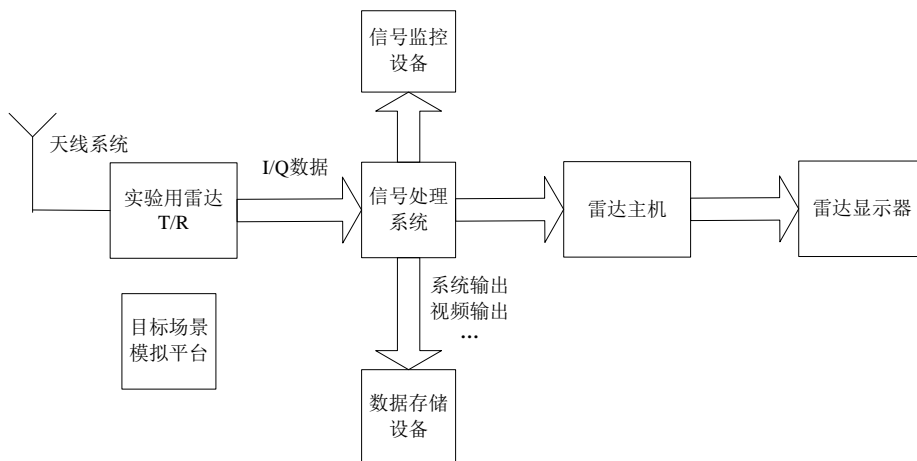 信号监控
设备
天线系统
I/Q数据
实验用雷达
T/R
信号处理
系统
雷达主机
雷达显示器
系统输出
视频输出
...
目标场景
模拟平台
数据存储
设备